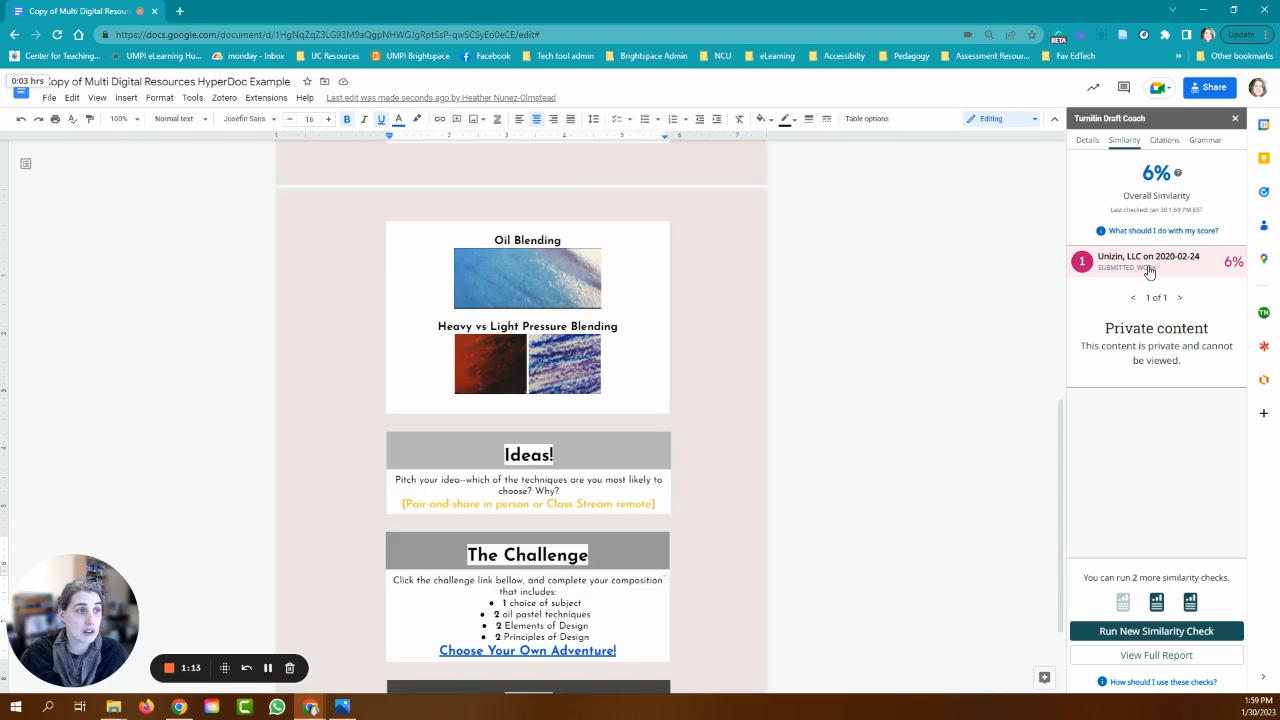 Copy of Multi Digital Resour
https://docs.google.com/document/d/1HgNqZqZ3LG93M9aQgpNHWGJgRptSsP-qwSCSyEo0eCE/edit#
Update
Center for Teaching...
UMPI eLearning Hu...
monday - Inbox
UC Resources
UMPI Brightspace
Facebook
Tech tool admin
Brightspace Admin
NCU
eLearning
Accessibilty
Pedagogy
Assessment Resour...
BETA
Fav EdTech
Other bookmarks
0:03 hrs
Copy of Multi Digital Resources HyperDoc Example
File Edit View Insert Format Tools Zotero Extensions Help
Last edit was made seconds ago by Heather Nunez-Olmstead
Share
100%
Normal text
Josefin Sans
16
Table options
Editing
Turnitin Draft Coach
Details Similarity Citations Grammar
6%
Overall Similarity
Last checked: Jan 30 1:59 PM EST
What should I do with my score?
1 Unizin, LLC on 2020-02-24 6%
SUBMITTED_WORK
< 1 of 1 >
Private content
This content is private and cannot
be viewed.
Oil Blending
Heavy vs Light Pressure Blending
Ideas!
Pitch your idea--which of the techniques are you most likely to
choose? Why?
(Pair-and-share in person or Class Stream remote)
The Challenge
Click the challenge link bellow, and complete your composition
that includes:
● 1 choice of subject
● 2 oil pastel techniques
● 2 Elements of Design
● 2 Principles of Design
Choose Your Own Adventure!
You can run 2 more similarity checks.
Run New Similarity Check
View Full Report
How should I use these checks?
1:13
1:59 PM
1/30/2023